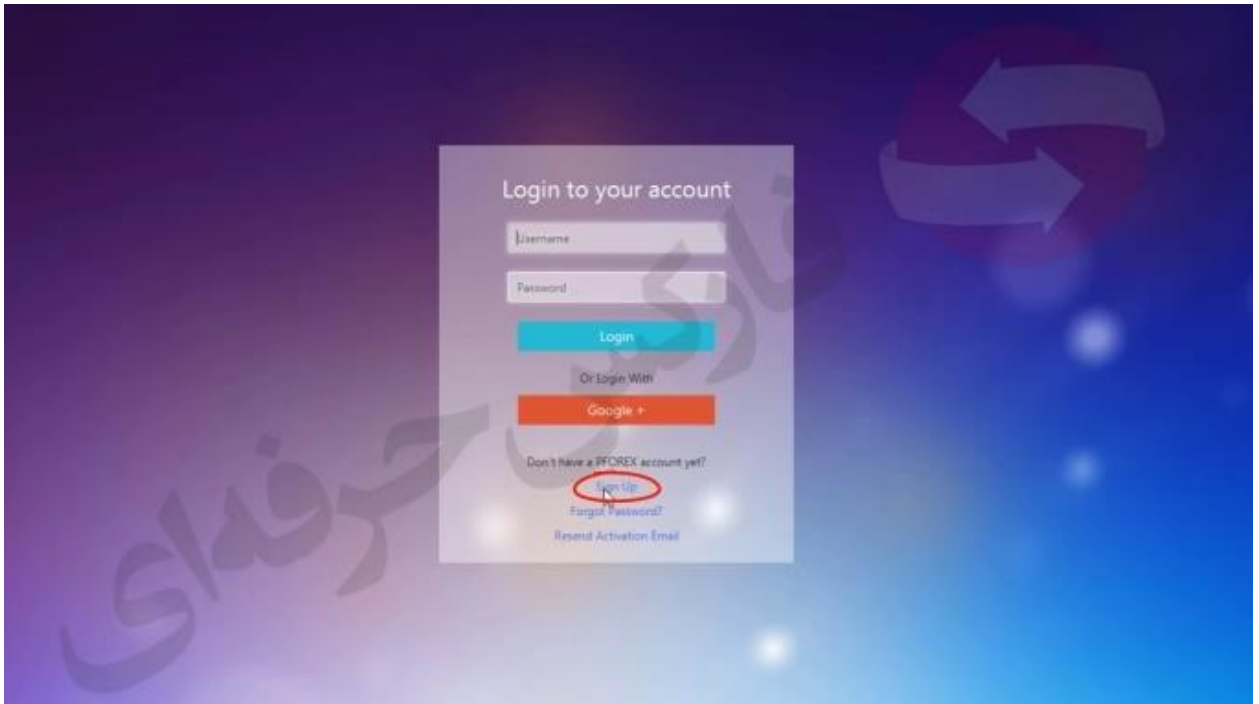 Login to your account
Username
Password
Login
Or Login With
Google +
Don't have a PFOREX account yet?
Sign Up
Forgot Password?
Resend Activation Email
فارکس حرفه‌ای